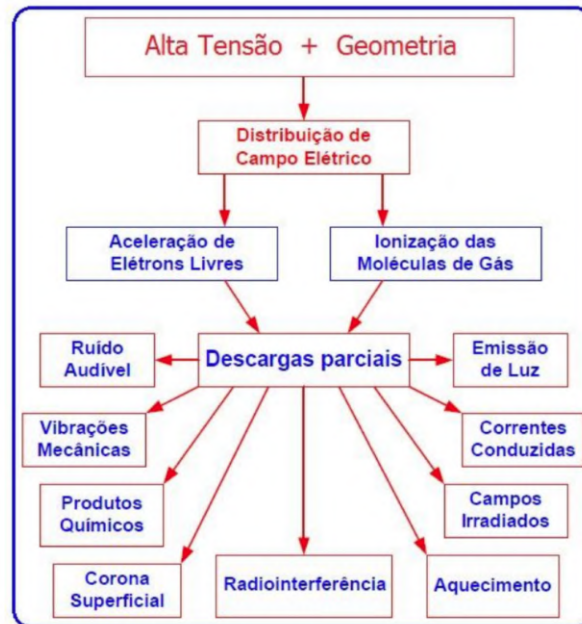 Alta Tensão + Geometria
Distribuição de
Campo Elétrico
Aceleração de
Elétrons Livres
Ionização das
Moléculas de Gás
Descargas parciais
Ruído
Audível
Emissão
de Luz
Vibrações
Mecânicas
Correntes
Conduzidas
Produtos
Químicos
Campos
Irradiados
Corona
Superficial
Radiointerferência
Aquecimento